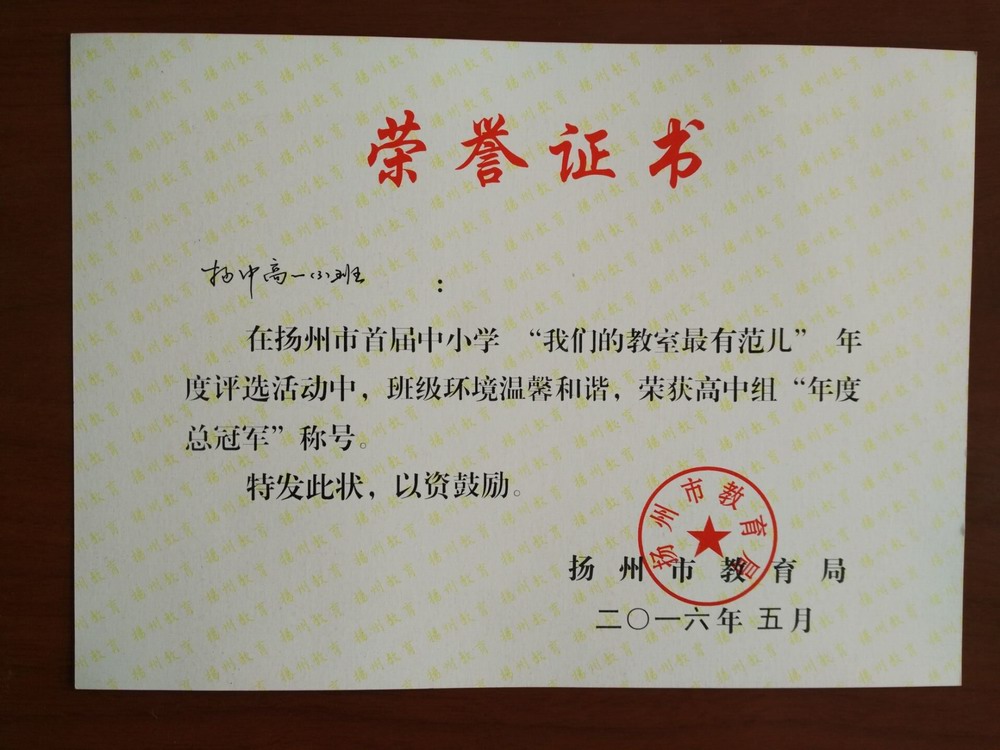 荣誉证书
扬中高一(3)班：
在扬州市首届中小学 “我们的教室最有范儿” 年
度评选活动中，班级环境温馨和谐，荣获高中组 “年度
总冠军” 称号。
特发此状，以资鼓励。
扬州市教育局
扬州市教育局
二〇一六年 五月